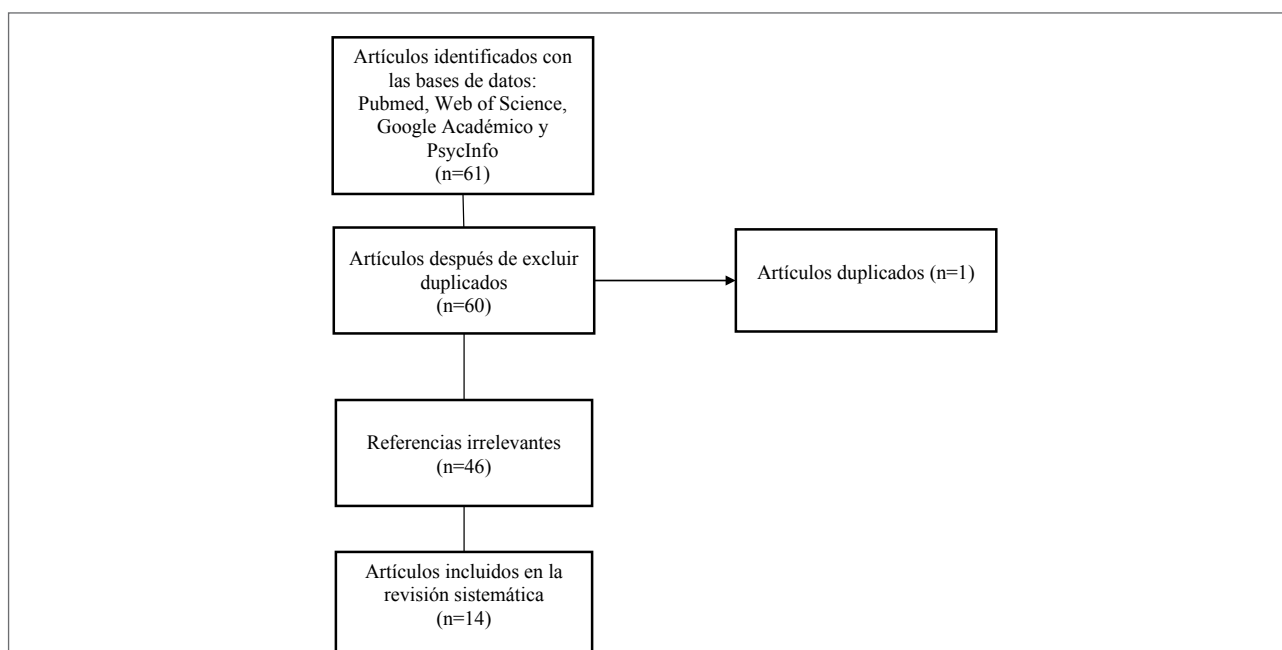 Artículos identificados con
las bases de datos:
Pubmed, Web of Science,
Google Académico y
PsycInfo
(n=61)
Artículos después de excluir
duplicados
(n=60)
Artículos duplicados (n=1)
Referencias irrelevantes
(n=46)
Artículos incluidos en la
revisión sistemática
(n=14)